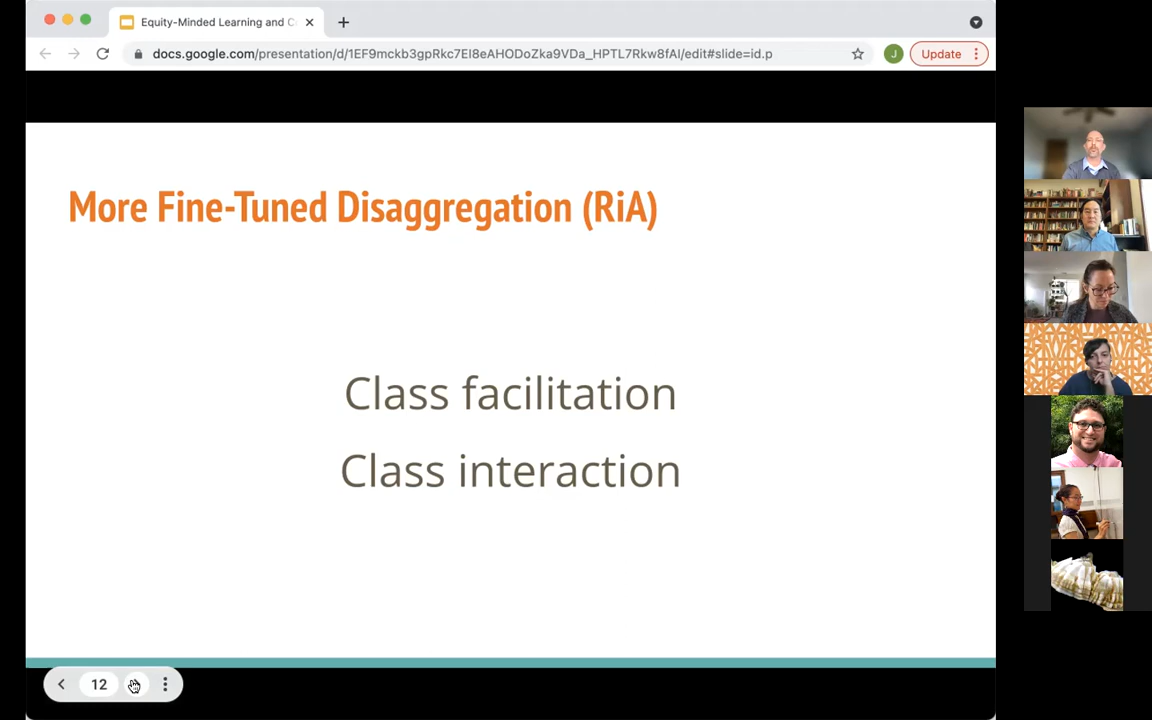 Equity-Minded Learning and C
docs.google.com/presentation/d/1EF9mckb3gpRkc7EI8eAHODoZka9VDa_HPTL7Rkw8fAI/edit#slide=id.p
J
Update
More Fine-Tuned Disaggregation (RiA)
Class facilitation
Class interaction
12